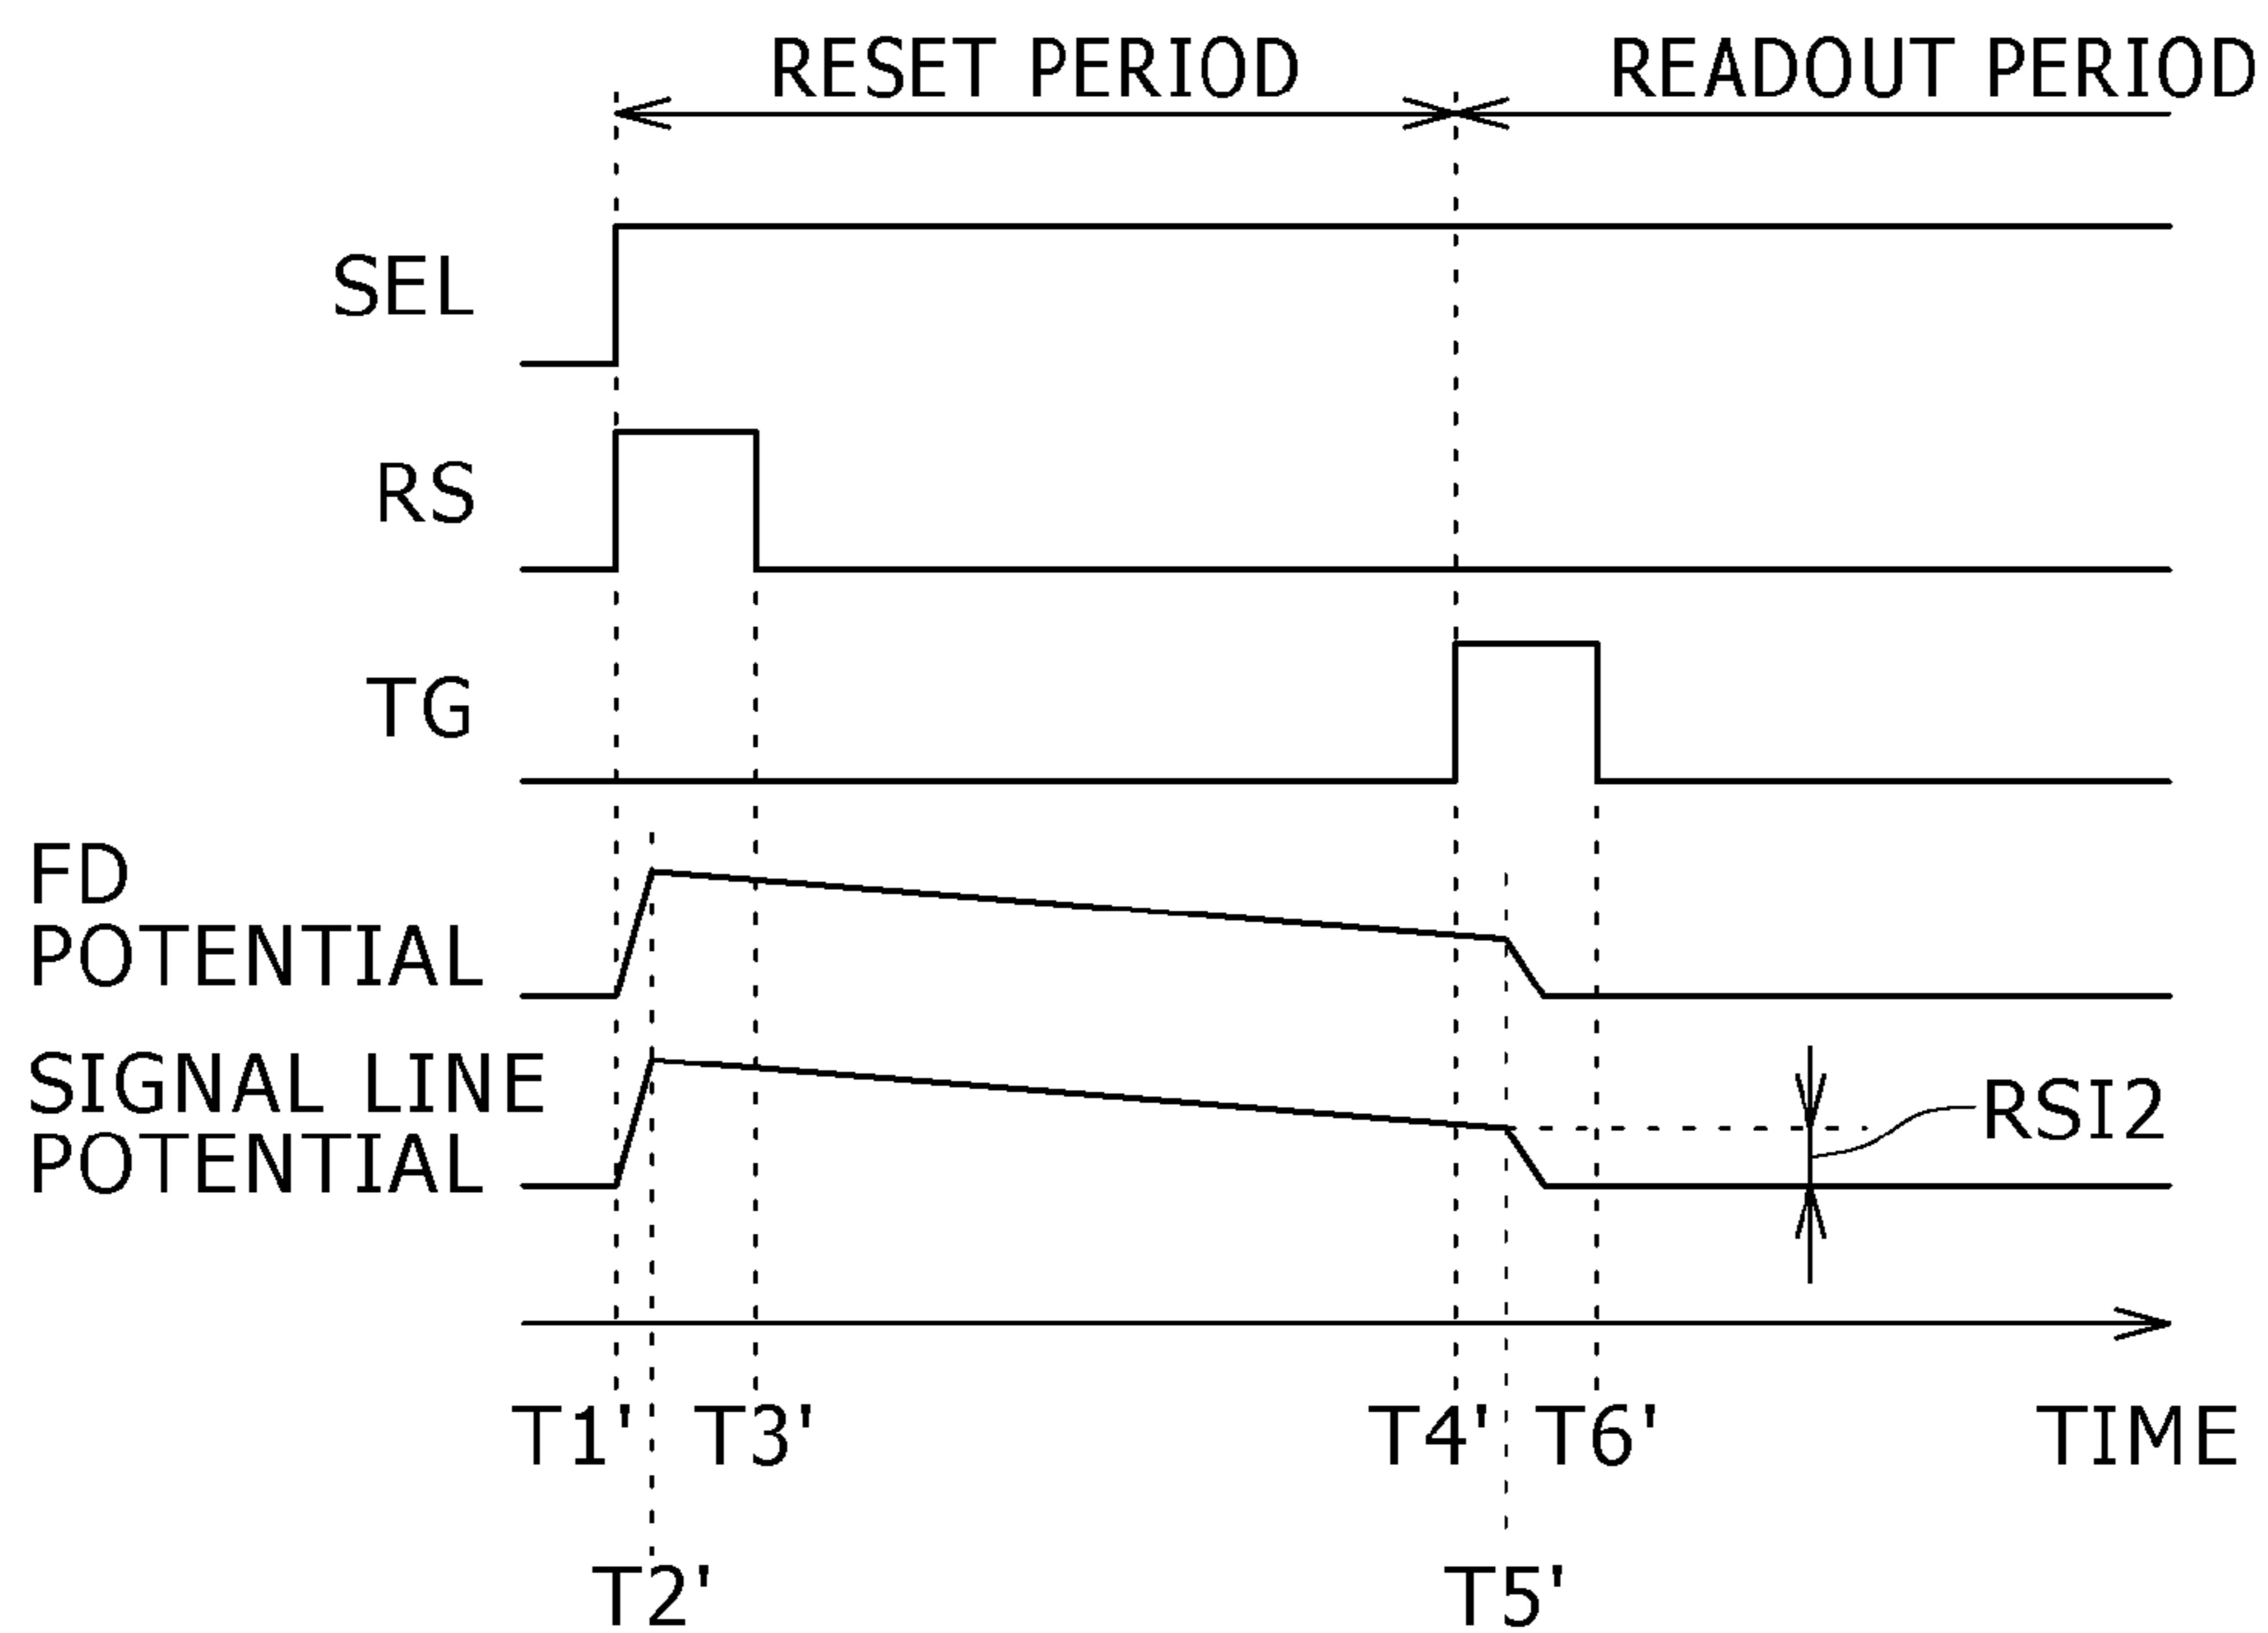 RESET PERIOD
READOUT PERIOD
SEL
RS
TG
FD
POTENTIAL
SIGNAL LINE
POTENTIAL
RSI2
T1'
T3'
T4'
T6'
TIME
T2'
T5'